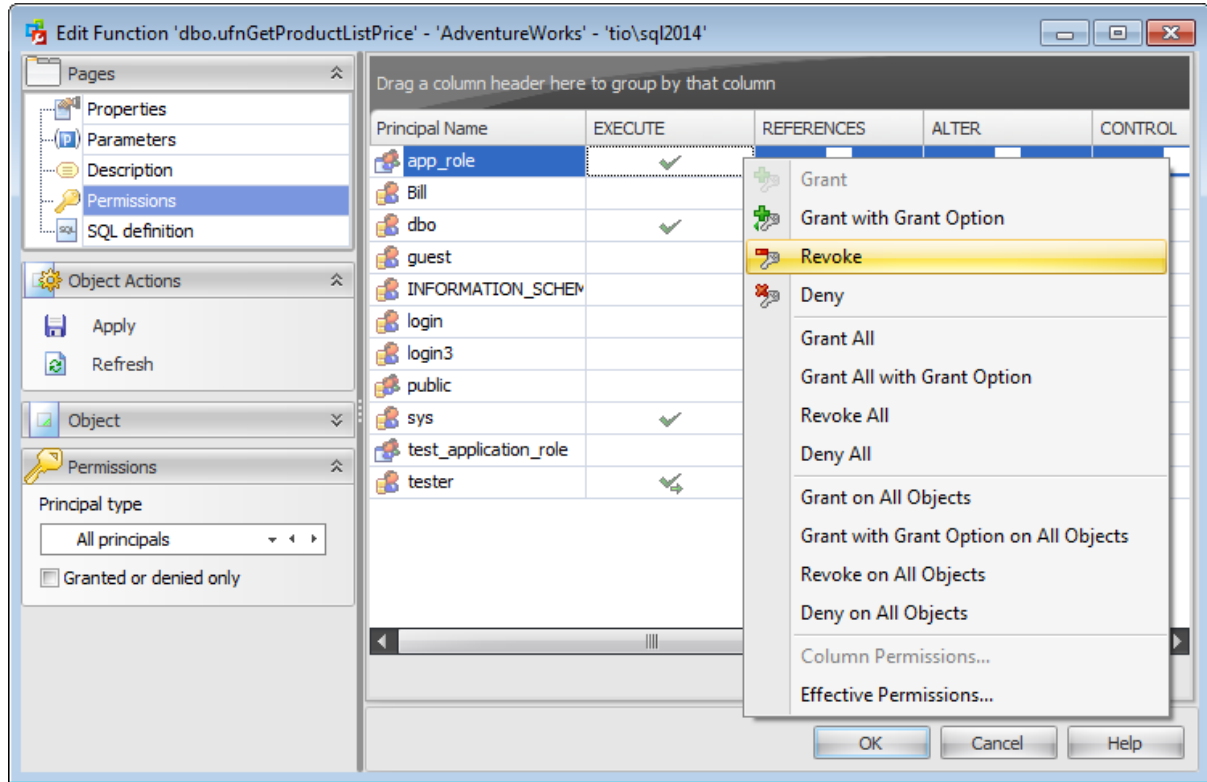 Edit Function 'dbo.ufnGetProductListPrice' - 'AdventureWorks' - 'tio\sql2014'
Pages
Properties
Parameters
Description
Permissions
SQL definition
Object Actions
Apply
Refresh
Object
Permissions
Principal type
All principals
Granted or denied only
Drag a column header here to group by that column
Principal Name EXECUTE REFERENCES ALTER CONTROL
app_role
Bill
dbo
guest
INFORMATION_SCHEM
login
login3
public
sys
test_application_role
tester
Grant
Grant with Grant Option
Revoke
Deny
Grant All
Grant All with Grant Option
Revoke All
Deny All
Grant on All Objects
Grant with Grant Option on All Objects
Revoke on All Objects
Deny on All Objects
Column Permissions...
Effective Permissions...
OK Cancel Help